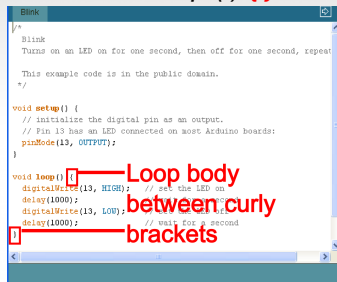 Blink
/*
Blink
Turns on an LED on for one second, then off for one second, repeat
This example code is in the public domain.
*/
void setup() {
// initialize the digital pin as an output.
// Pin 13 has an LED connected on most Arduino boards:
pinMode(13, OUTPUT);
}
void loop() {
digitalWrite(13, HIGH); // set the LED on
delay(1000);
digitalWrite(13, LOW);
delay(1000); // wait for a second
}
Loop body
between curly
brackets